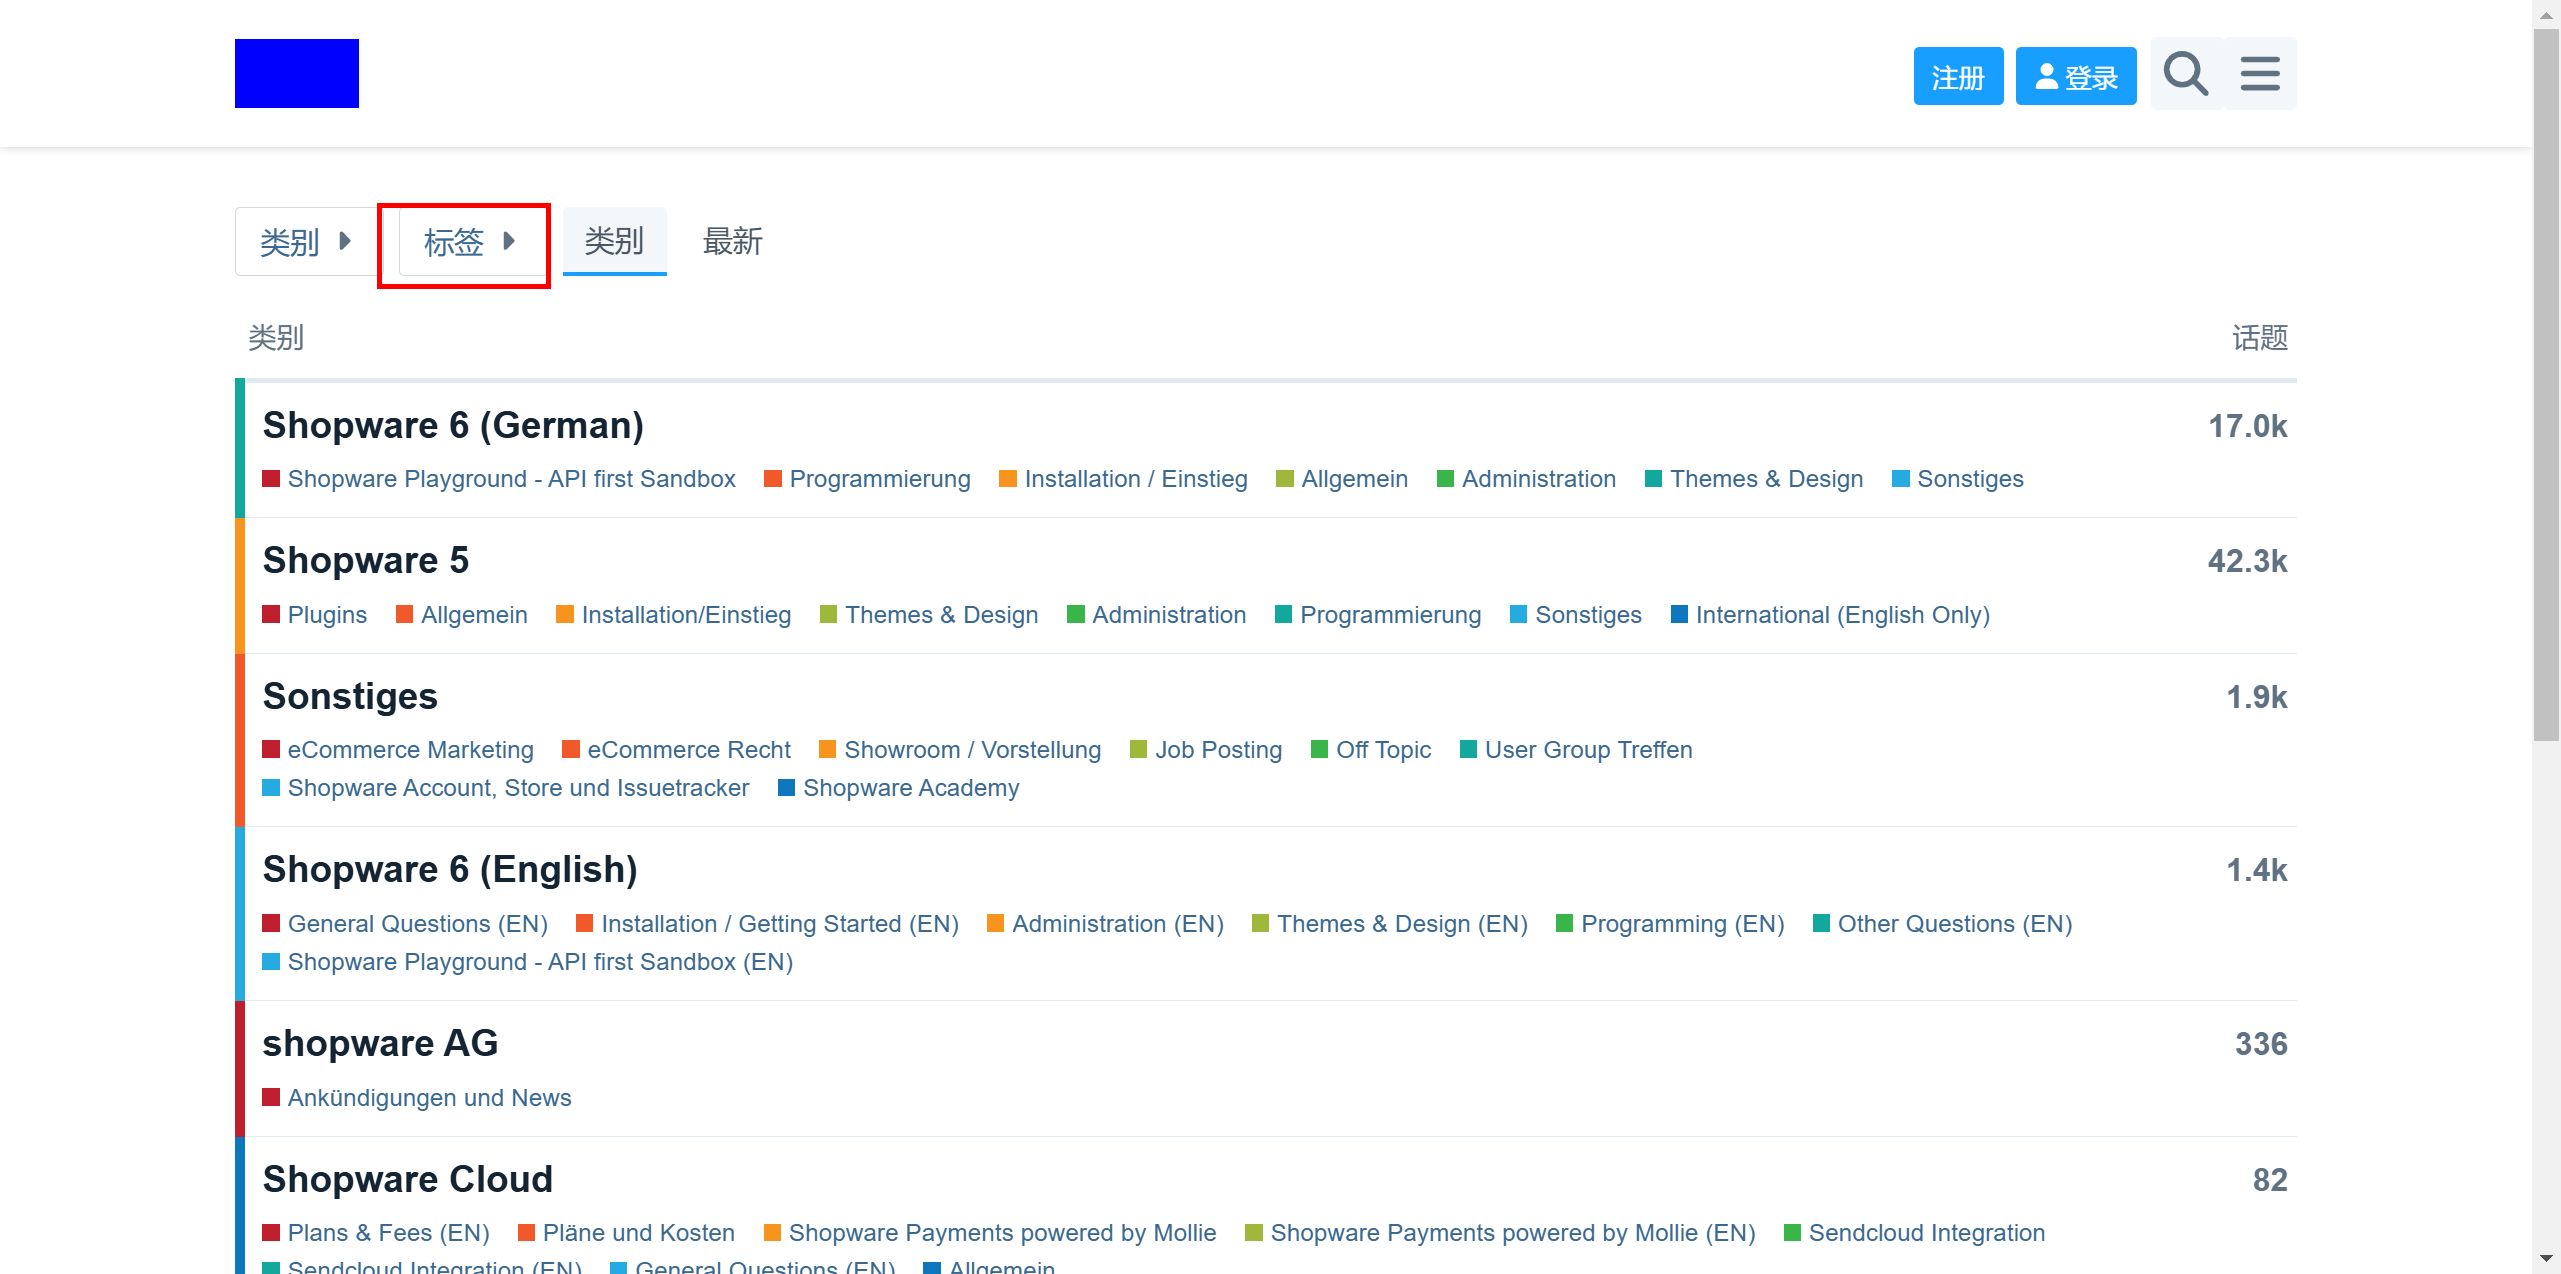 注册 登录
类别 标签 类别 最新
类别 话题
Shopware 6 (German) 17.0k
Shopware Playground - API first Sandbox Programmierung Installation / Einstieg Allgemein Administration Themes & Design Sonstiges
Shopware 5 42.3k
Plugins Allgemein Installation/Einstieg Themes & Design Administration Programmierung Sonstiges International (English Only)
Sonstiges 1.9k
eCommerce Marketing eCommerce Recht Showroom / Vorstellung Job Posting Off Topic User Group Treffen
Shopware Account, Store und Issuetracker Shopware Academy
Shopware 6 (English) 1.4k
General Questions (EN) Installation / Getting Started (EN) Administration (EN) Themes & Design (EN) Programming (EN) Other Questions (EN)
Shopware Playground - API first Sandbox (EN)
shopware AG 336
Ankündigungen und News
Shopware Cloud 82
Plans & Fees (EN) Pläne und Kosten Shopware Payments powered by Mollie Shopware Payments powered by Mollie (EN) Sendcloud Integration
Sendcloud Integration (EN) General Questions (EN) Allgemein